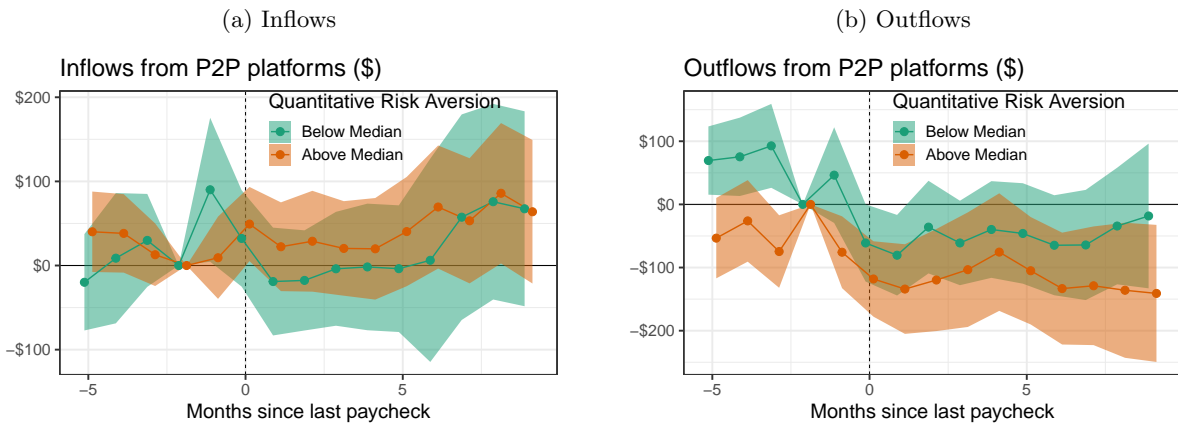 (a) Inflows
Inflows from P2P platforms ($)
Quantitative Risk Aversion
Below Median
Above Median
$200
$100
$0
−$100
−5
0
5
Months since last paycheck
(b) Outflows
Outflows from P2P platforms ($)
Quantitative Risk Aversion
Below Median
Above Median
$100
$0
−$100
−$200
−5
0
5
Months since last paycheck